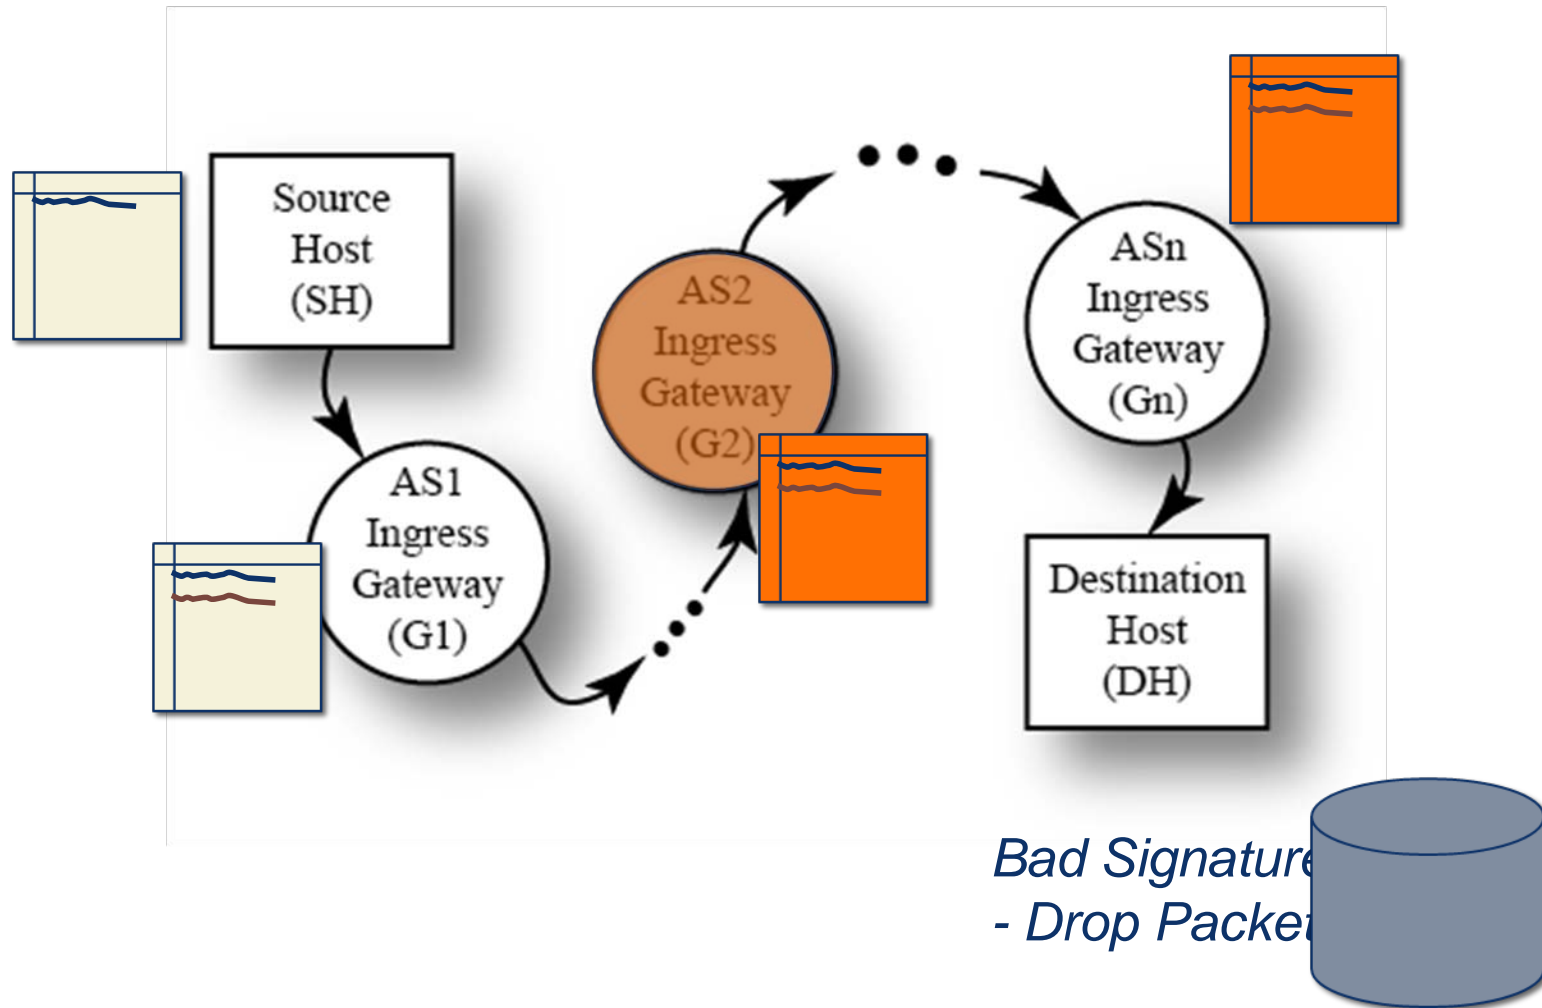 Source
Host
(SH)
AS1
Ingress
Gateway
(G1)
AS2
Ingress
Gateway
(G2)
ASn
Ingress
Gateway
(Gn)
Destination
Host
(DH)
Bad Signature
- Drop Packet